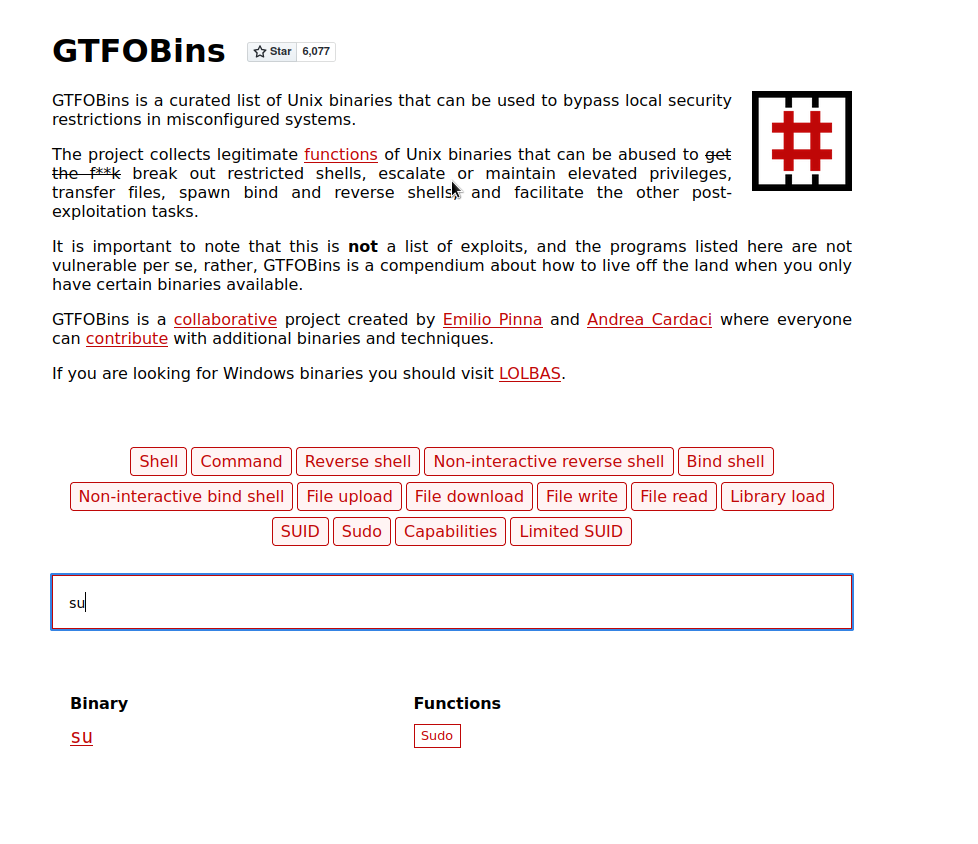 GTFOBins Star 6,077
GTFOBins is a curated list of Unix binaries that can be used to bypass local security
restrictions in misconfigured systems.
The project collects legitimate functions of Unix binaries that can be abused to get
the f**k break out restricted shells, escalate or maintain elevated privileges,
transfer files, spawn bind and reverse shells, and facilitate the other post-
exploitation tasks.
It is important to note that this is not a list of exploits, and the programs listed here are not
vulnerable per se, rather, GTFOBins is a compendium about how to live off the land when you only
have certain binaries available.
GTFOBins is a collaborative project created by Emilio Pinna and Andrea Cardaci where everyone
can contribute with additional binaries and techniques.
If you are looking for Windows binaries you should visit LOLBAS.
Shell Command Reverse shell Non-interactive reverse shell Bind shell
Non-interactive bind shell File upload File download File write File read Library load
SUID Sudo Capabilities Limited SUID
su
Binary Functions
su Sudo